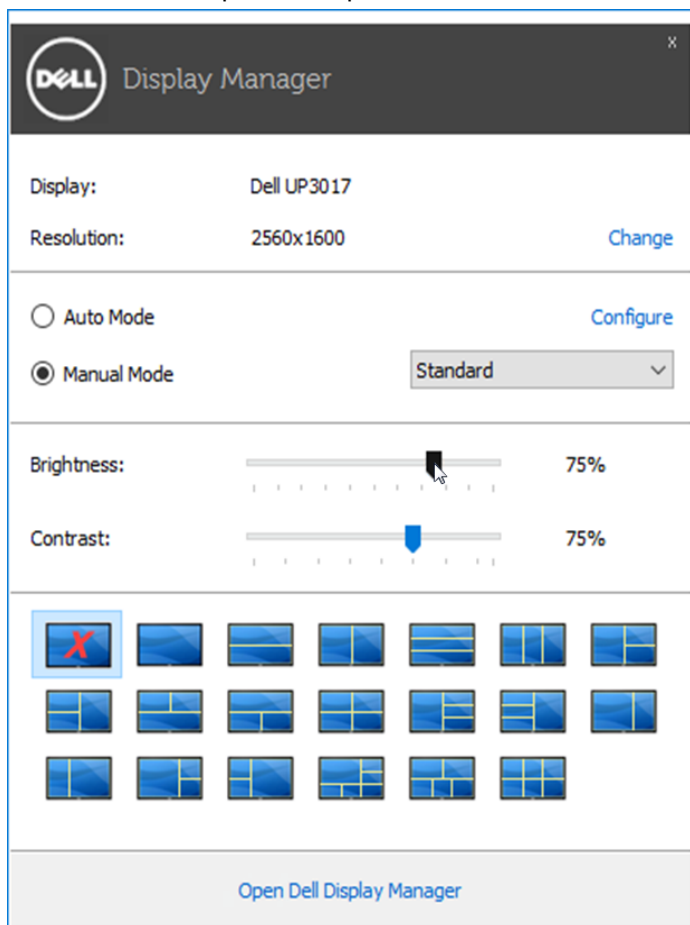 DELL Display Manager x
Display: Dell UP3017
Resolution: 2560x1600 Change
Auto Mode Configure
Manual Mode Standard
Brightness: 75%
Contrast: 75%
X
Open Dell Display Manager